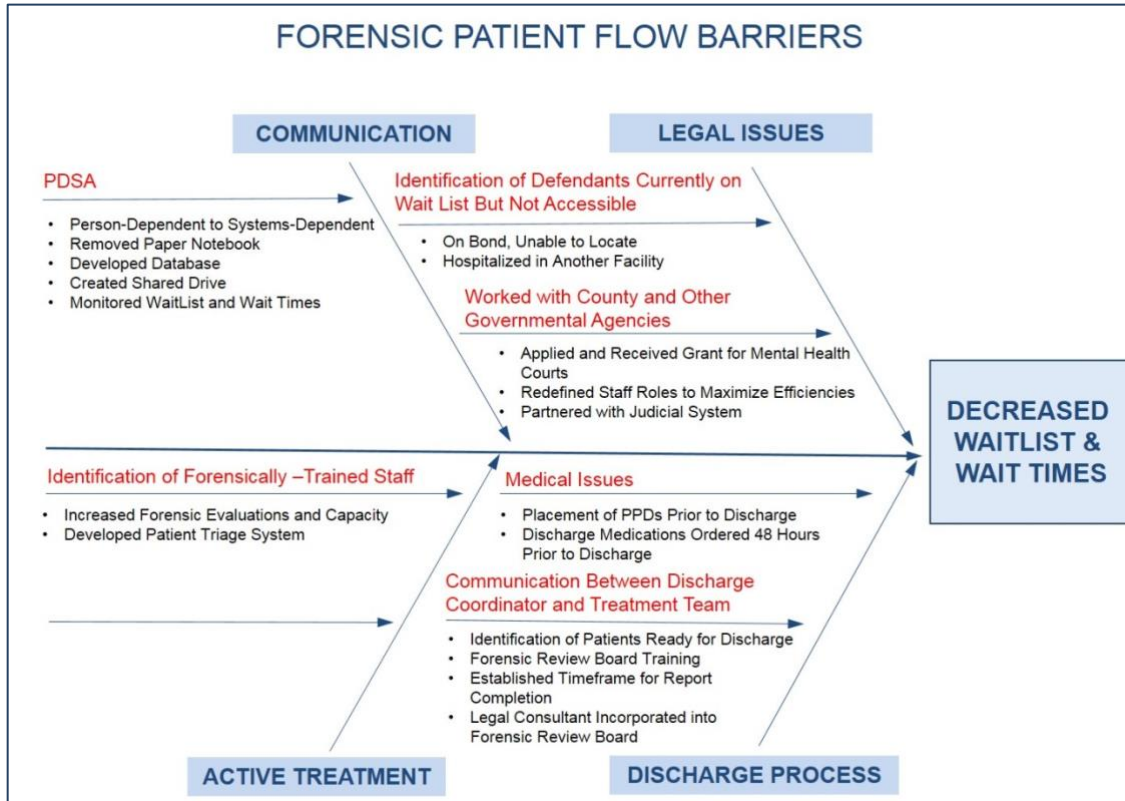 FORENSIC PATIENT FLOW BARRIERS
COMMUNICATION
LEGAL ISSUES
PDSA
• Person-Dependent to Systems-Dependent
• Removed Paper Notebook
• Developed Database
• Created Shared Drive
• Monitored WaitList and Wait Times
Identification of Defendants Currently on
Wait List But Not Accessible
• On Bond, Unable to Locate
• Hospitalized in Another Facility
Worked with County and Other
Governmental Agencies
• Applied and Received Grant for Mental Health
Courts
• Redefined Staff Roles to Maximize Efficiencies
• Partnered with Judicial System
DECREASED
WAITLIST &
WAIT TIMES
Identification of Forensically –Trained Staff
• Increased Forensic Evaluations and Capacity
• Developed Patient Triage System
Medical Issues
• Placement of PPDs Prior to Discharge
• Discharge Medications Ordered 48 Hours
Prior to Discharge
Communication Between Discharge
Coordinator and Treatment Team
• Identification of Patients Ready for Discharge
• Forensic Review Board Training
• Established Timeframe for Report
Completion
• Legal Consultant Incorporated into
Forensic Review Board
ACTIVE TREATMENT
DISCHARGE PROCESS